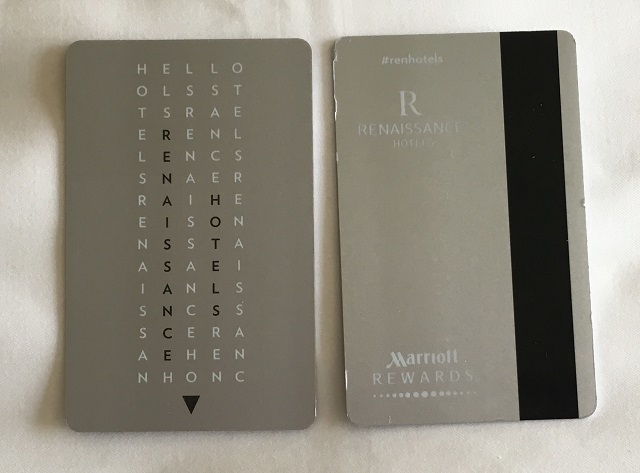 H E L L O
O L S S T
T S R A E
E R E N L
L E N C S
S N A E R
R A I H E
E I S O N
N S S T A
A S A E I
I A N L S
S N C S S
S C E R A
A E H E N
N H O N C
#renhotels
R
RENAISSANCE
HOTELS
Marriott
REWARDS